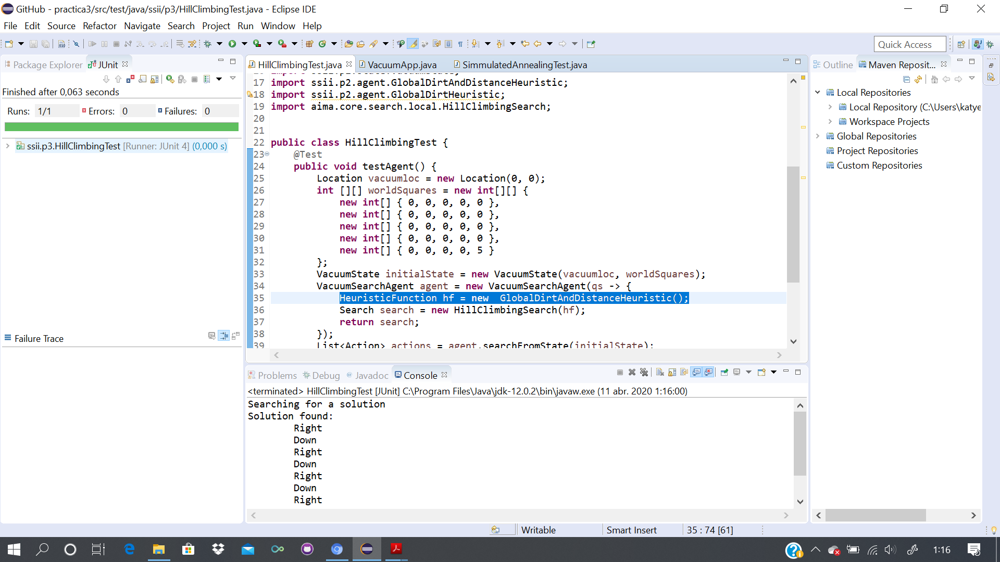 GitHub - practica3/src/test/java/ssii/p3/HillClimbingTest.java - Eclipse IDE
File Edit Source Refactor Navigate Search Project Run Window Help
Quick Access
Package Explorer JUnit
Finished after 0,063 seconds
Runs: 1/1 Errors: 0 Failures: 0
ssii.p3.HillClimbingTest [Runner: JUnit 4] (0,000 s)
Failure Trace
HillClimbingTest.java VacuumApp.java SimmulatedAnnealingTest.java
17 import ssii.p2.agent.GlobalDirtAndDistanceHeuristic;
18 import ssii.p2.agent.GlobalDirtHeuristic;
19 import aima.core.search.local.HillClimbingSearch;
20
21
22 public class HillClimbingTest {
23 @Test
24 public void testAgent() {
25 Location vacuumloc = new Location(0, 0);
26 int [][] worldSquares = new int[][] {
27 new int[] { 0, 0, 0, 0, 0 },
28 new int[] { 0, 0, 0, 0, 0 },
29 new int[] { 0, 0, 0, 0, 0 },
30 new int[] { 0, 0, 0, 0, 0 },
31 new int[] { 0, 0, 0, 0, 5 }
32 };
33 VacuumState initialState = new VacuumState(vacuumloc, worldSquares);
34 VacuumSearchAgent agent = new VacuumSearchAgent(qs -> {
35 HeuristicFunction hf = new  GlobalDirtAndDistanceHeuristic();
36 Search search = new HillClimbingSearch(hf);
37 return search;
38 });
39 List<Action> actions = agent.searchFromState(initialState);
Problems Debug Javadoc Console
<terminated> HillClimbingTest [JUnit] C:\Program Files\Java\jdk-12.0.2\bin\javaw.exe (11 abr. 2020 1:16:00)
Searching for a solution
Solution found:
Right
Down
Right
Down
Right
Down
Right
Outline Maven Reposit...
Local Repositories
Local Repository (C:\Users\katye
Workspace Projects
Global Repositories
Project Repositories
Custom Repositories
Writable Smart Insert 35 : 74 [61]
1:16